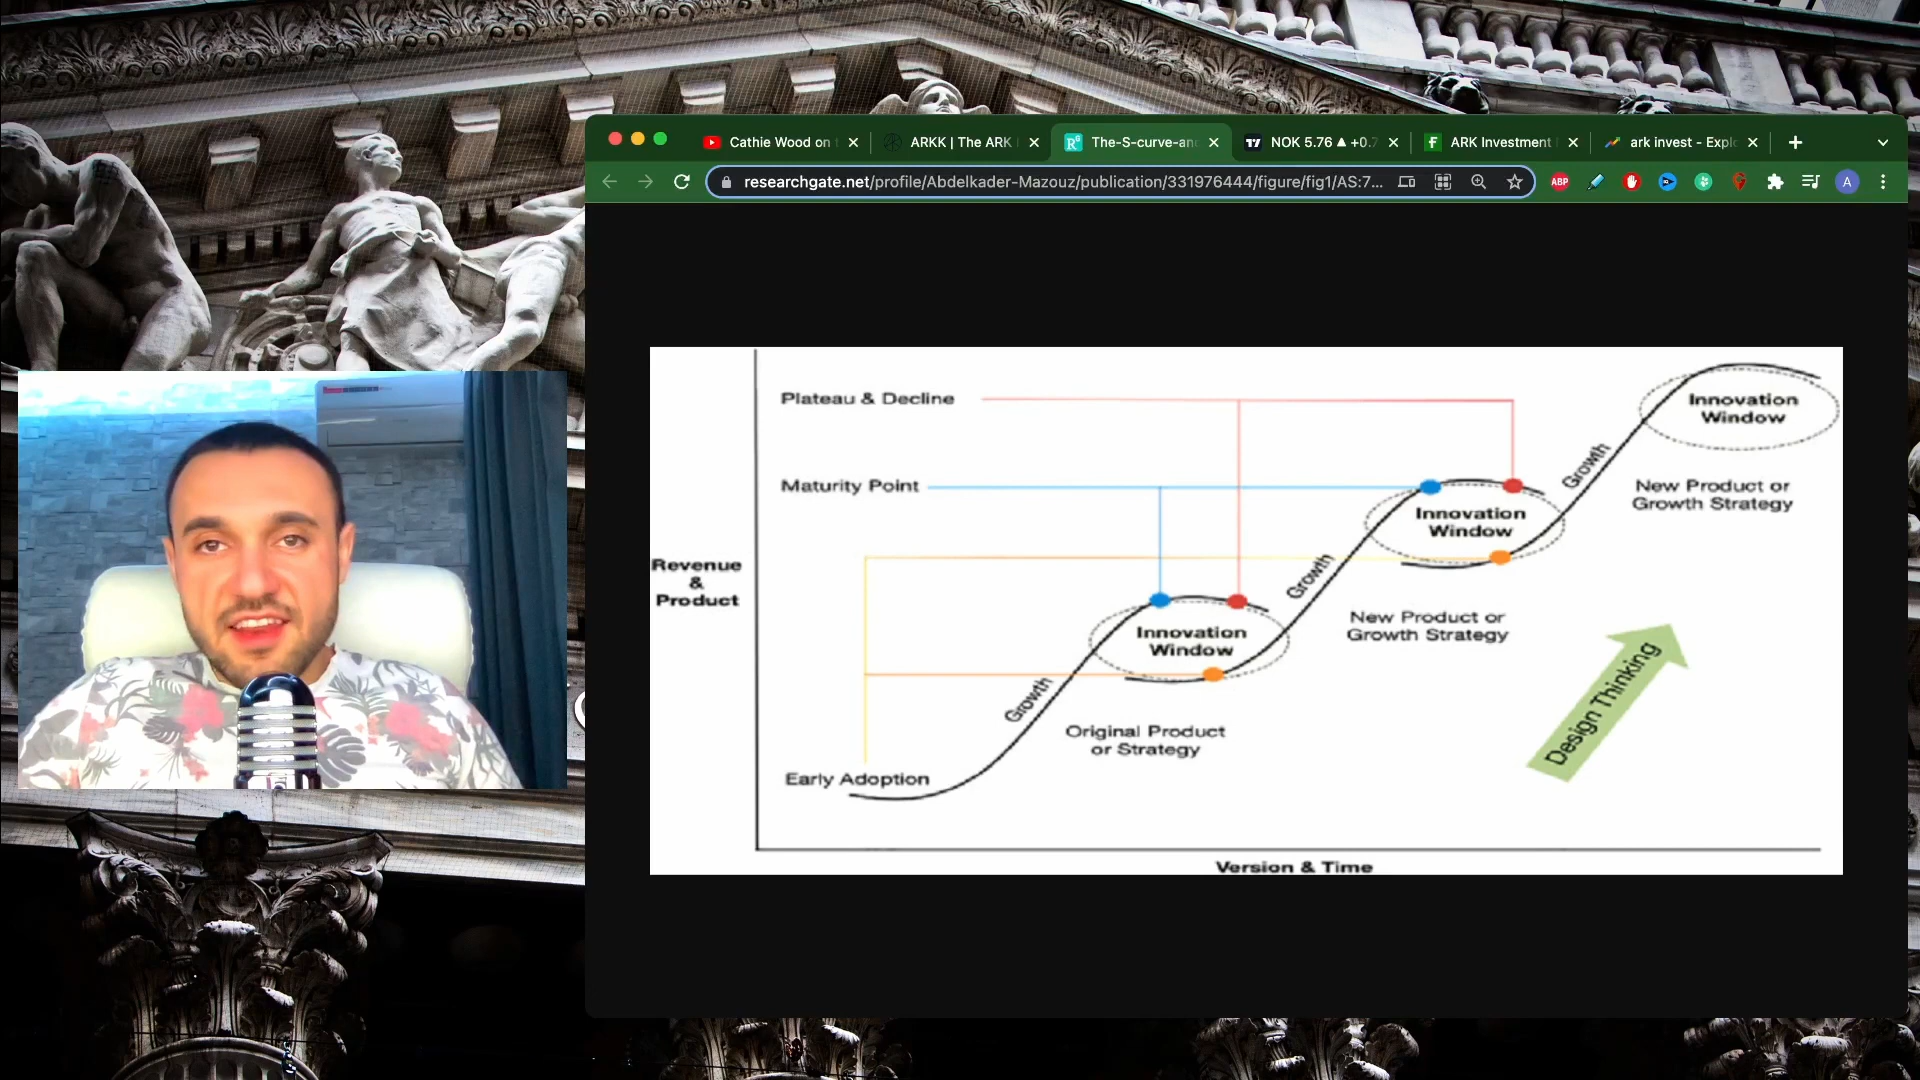 Cathie Wood on
ARKK | The ARK
The-S-curve-an
NOK 5.76 ▲ +0.7
ARK Investment
ark invest - Expl
researchgate.net/profile/Abdelkader-Mazouz/publication/331976444/figure/fig1/AS:7...
ABP
A
Plateau & Decline
Innovation
Window
Growth
Maturity Point
New Product or
Growth Strategy
Innovation
Window
Revenue
&
Product
Growth
New Product or
Growth Strategy
Innovation
Window
Growth
Design Thinking
Original Product
or Strategy
Early Adoption
Version & Time